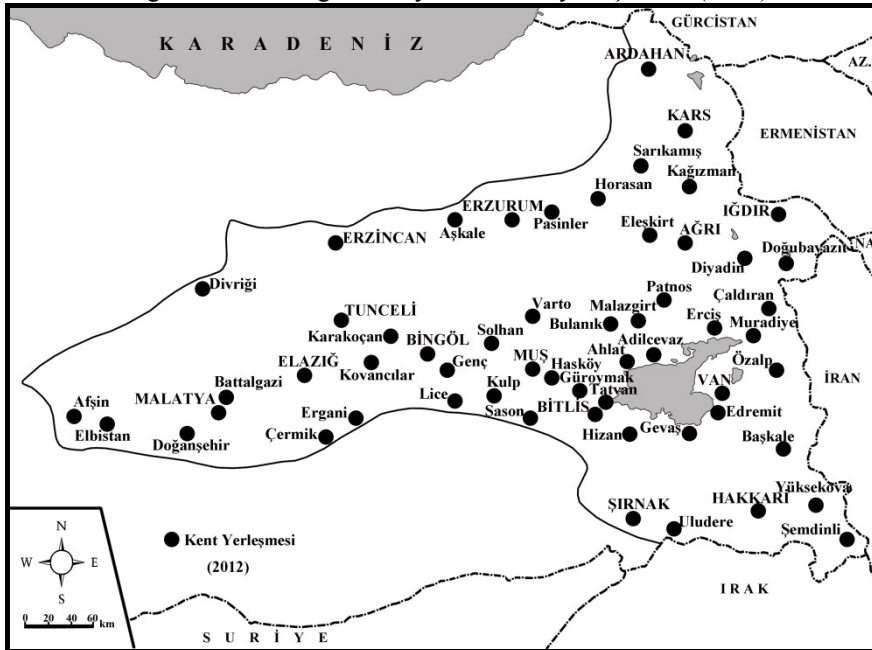 K A R A D E N İ Z
GÜRCİSTAN
ARDAHAN
AZ.
KARS
ERMENİSTAN
Sarıkamış
Kağızman
Horasan
ERZURUM
IĞDIR
Aşkale
Pasinler
Eleşkirt
AĞRI
ERZİNCAN
Doğubayazıt
NA
Diyadin
Divriği
Patnos
Çaldıran
TUNCELİ
Varto
Malazgirt
Erciş
Karakoçan
Solhan
Bulanık
Muradiye
BİNGÖL
Adilcevaz
MUŞ
Ahlat
ELAZIĞ
Genç
Hasköy
Özalp
Kovancılar
Güroymak
İRAN
Battalgazi
Kulp
Tatvan
VAN
Afşin
MALATYA
Lice
Sason
BİTLİS
Edremit
Elbistan
Ergani
Doğanşehir
Çermik
Hizan
Gevaş
Başkale
Yüksekova
ŞIRNAK
HAKKARİ
Uludere
Şemdinli
N
W E
S
0 20 40 60 km
Kent Yerleşmesi
(2012)
I R A K
S U R İ Y E